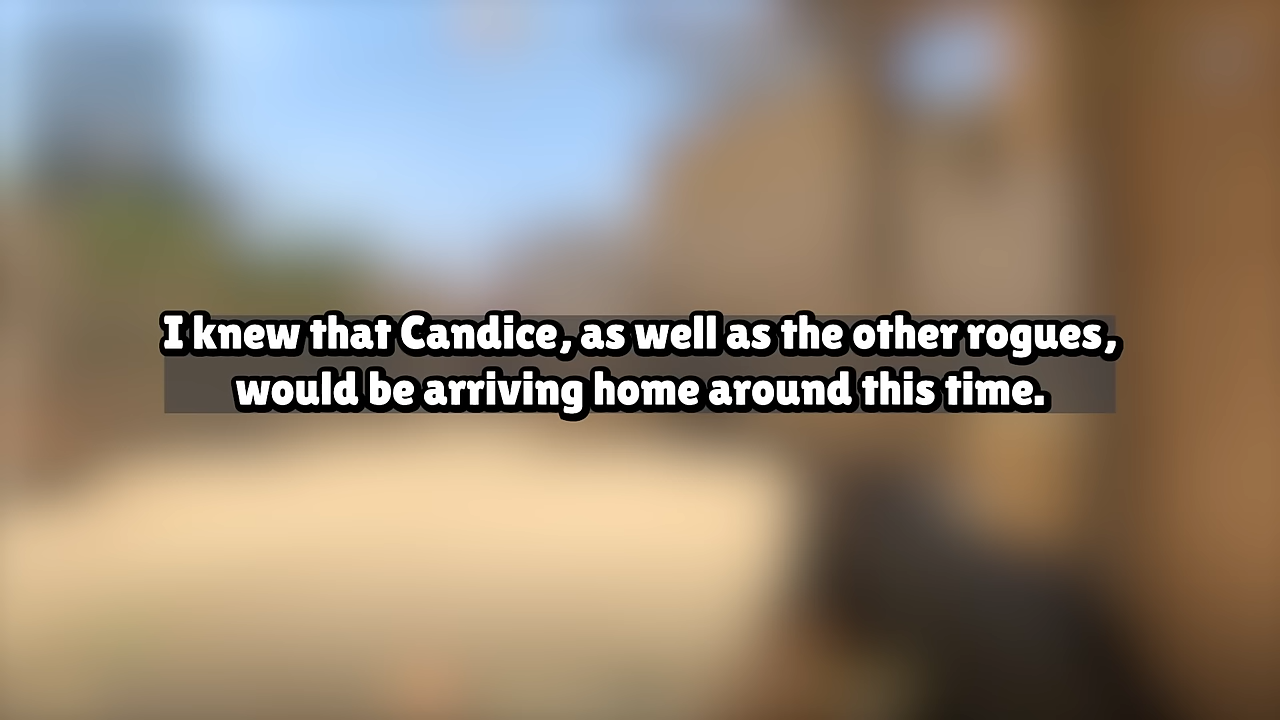 I knew that Candice, as well as the other rogues,
would be arriving home around this time.